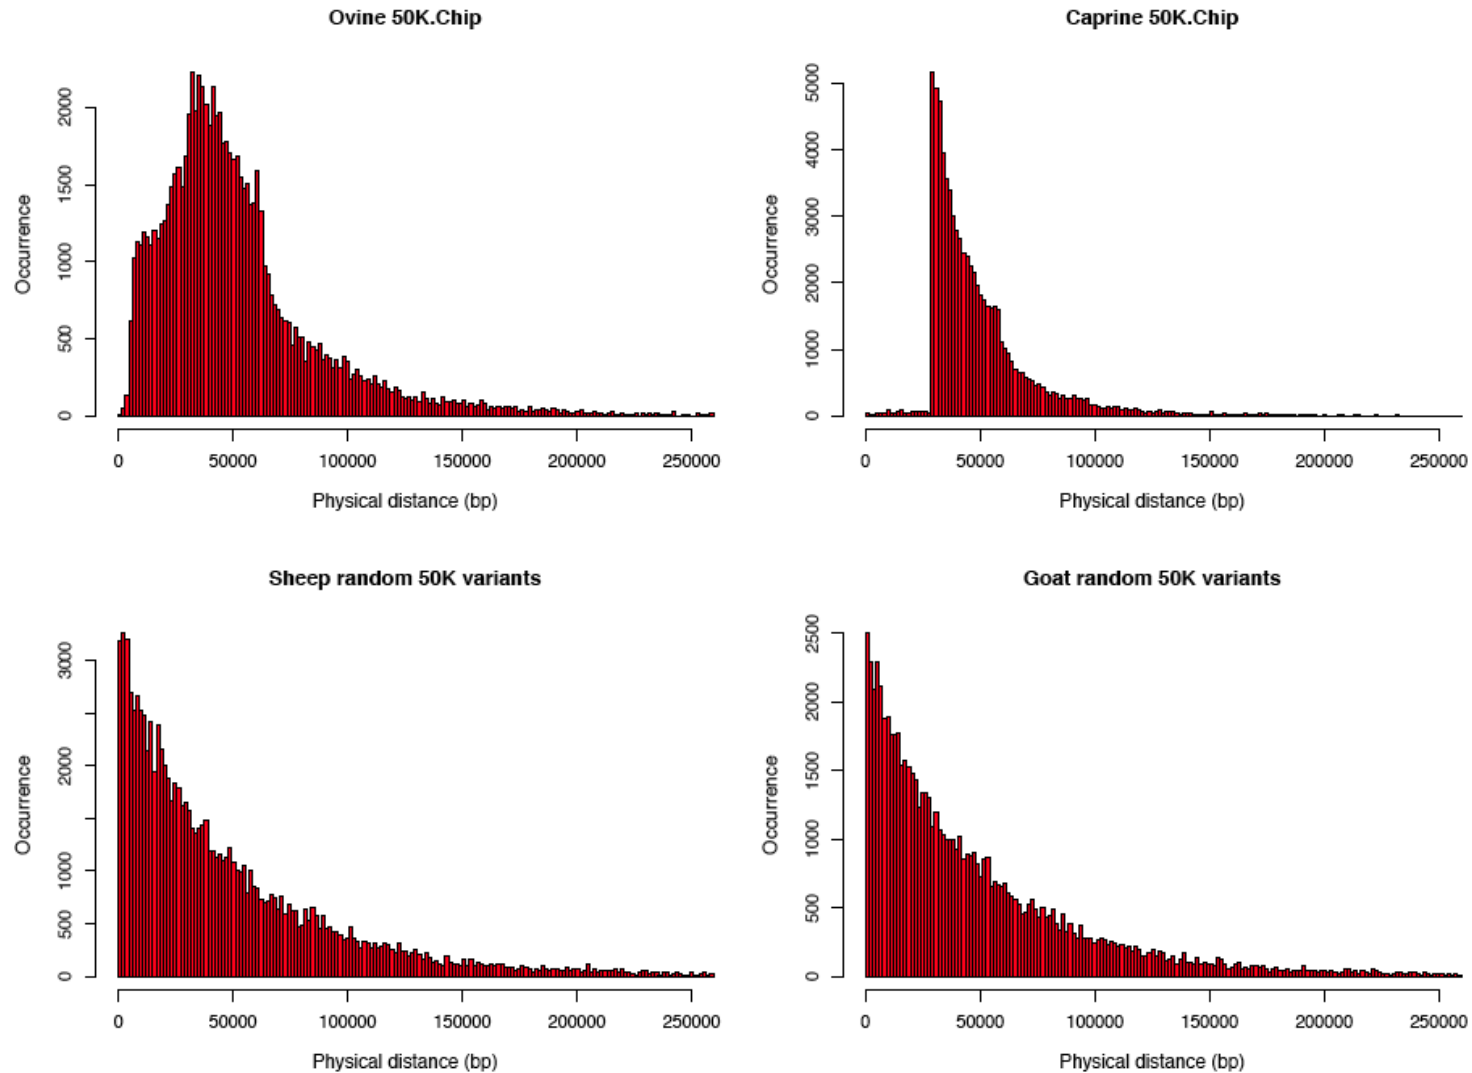 Ovine 50K.Chip
Occurrence
2000
1500
1000
500
0
0 50000 100000 150000 200000 250000
Physical distance (bp)
Caprine 50K.Chip
Occurrence
5000
4000
3000
2000
1000
0
0 50000 100000 150000 200000 250000
Physical distance (bp)
Sheep random 50K variants
Occurrence
3000
2000
1000
500
0
0 50000 100000 150000 200000 250000
Physical distance (bp)
Goat random 50K variants
Occurrence
2500
2000
1500
1000
500
0
0 50000 100000 150000 200000 250000
Physical distance (bp)